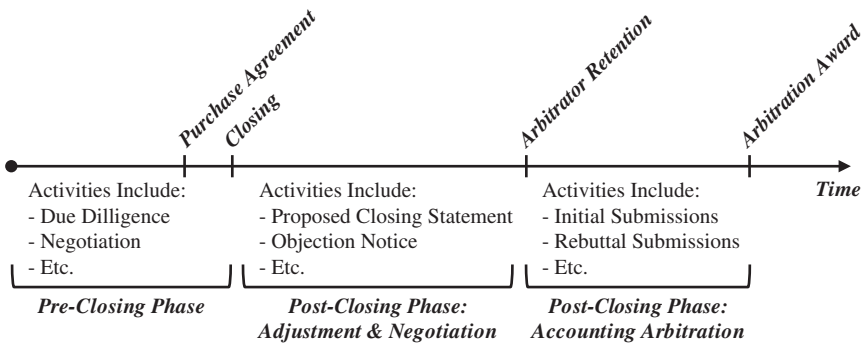 Purchase Agreement
Closing
Arbitrator Retention
Arbitration Award
Time
Activities Include:
- Due Dilligence
- Negotiation
- Etc.
Pre-Closing Phase
Activities Include:
- Proposed Closing Statement
- Objection Notice
- Etc.
Post-Closing Phase:
Adjustment & Negotiation
Activities Include:
- Initial Submissions
- Rebuttal Submissions
- Etc.
Post-Closing Phase:
Accounting Arbitration